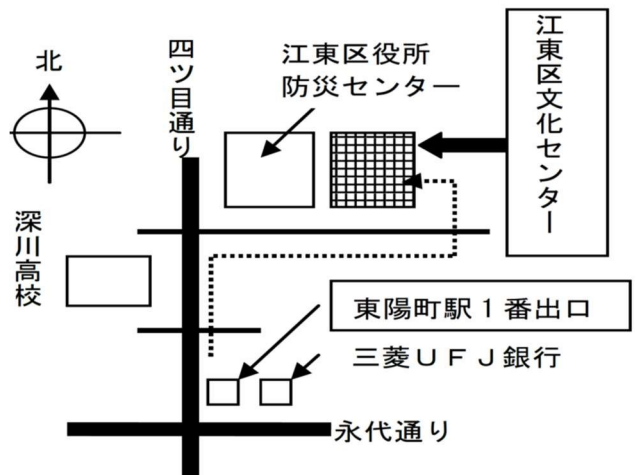 北
四ツ目通り
江東区役所
防災センター
江東区文化センター
深川高校
東陽町駅１番出口
三菱ＵＦＪ銀行
永代通り